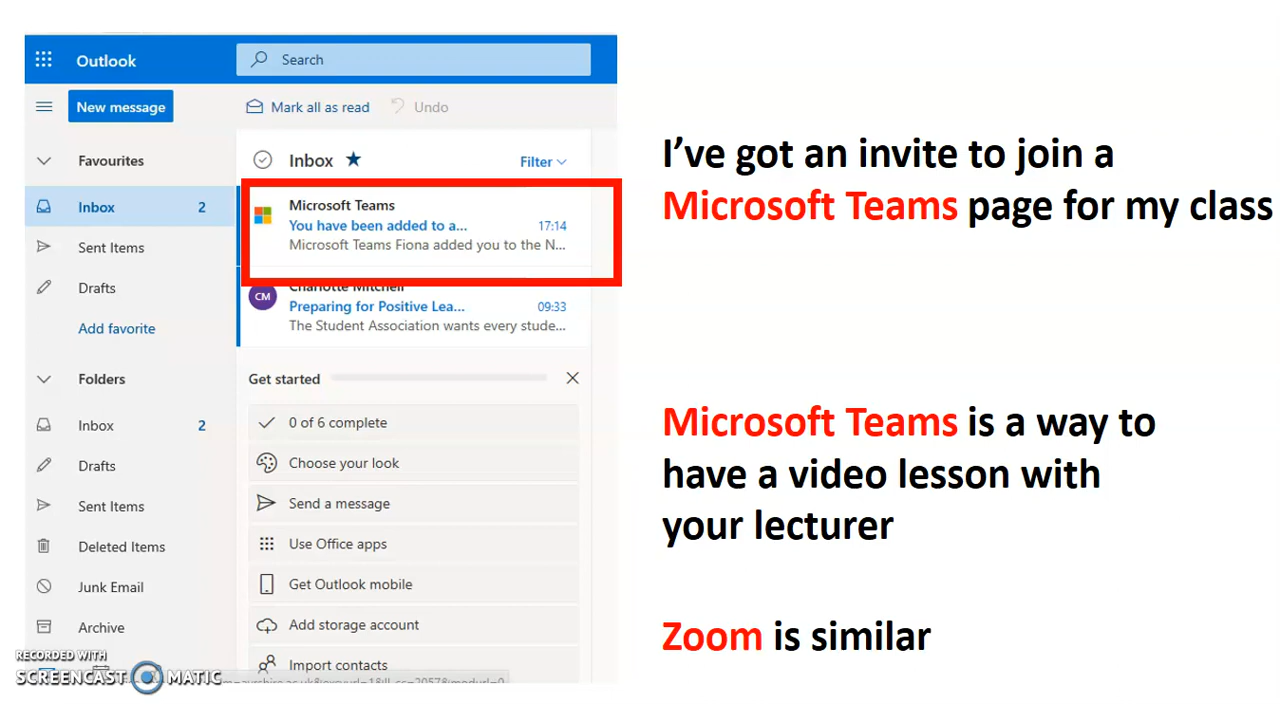 Outlook
Search
New message
Mark all as read
Undo
Favourites
Inbox 2
Sent Items
Drafts
Add favorite
Folders
Inbox 2
Drafts
Sent Items
Deleted Items
Junk Email
Archive
Inbox
Filter
Microsoft Teams
You have been added to a... 17:14
Microsoft Teams Fiona added you to the N...
CM
Charlotte Mitchell
Preparing for Positive Lea... 09:33
The Student Association wants every stude...
Get started
0 of 6 complete
Choose your look
Send a message
Use Office apps
Get Outlook mobile
Add storage account
Import contacts
I've got an invite to join a
Microsoft Teams page for my class
Microsoft Teams is a way to
have a video lesson with
your lecturer
Zoom is similar
RECORDED WITH
SCREENCAST MATIC